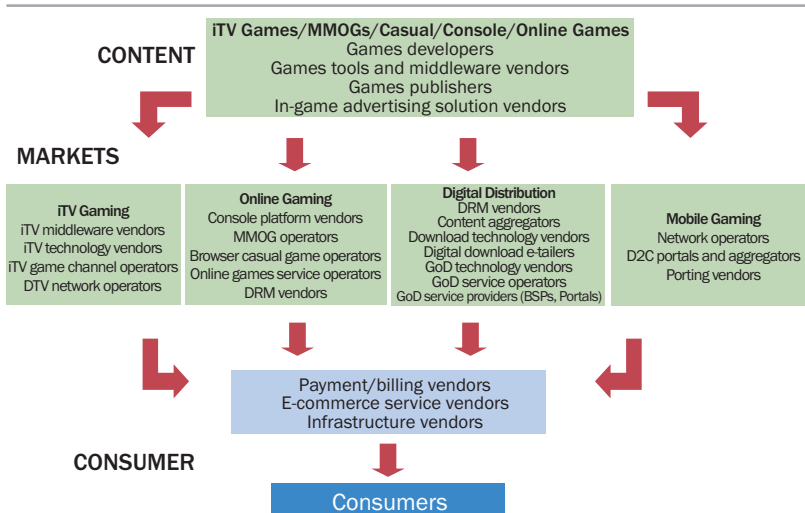 iTV Games/MMOGs/Casual/Console/Online Games
CONTENT
Games developers
Games tools and middleware vendors
Games publishers
In-game advertising solution vendors
MARKETS
iTV Gaming
iTV middleware vendors
iTV technology vendors
iTV game channel operators
DTV network operators
Online Gaming
Console platform vendors
MMOG operators
Browser casual game operators
Online games service operators
DRM vendors
Digital Distribution
DRM vendors
Content aggregators
Download technology vendors
Digital download e-tailers
GoD technology vendors
GoD service operators
GoD service providers (BSPs, Portals)
Mobile Gaming
Network operators
D2C portals and aggregators
Porting vendors
Payment/billing vendors
E-commerce service vendors
Infrastructure vendors
CONSUMER
Consumers